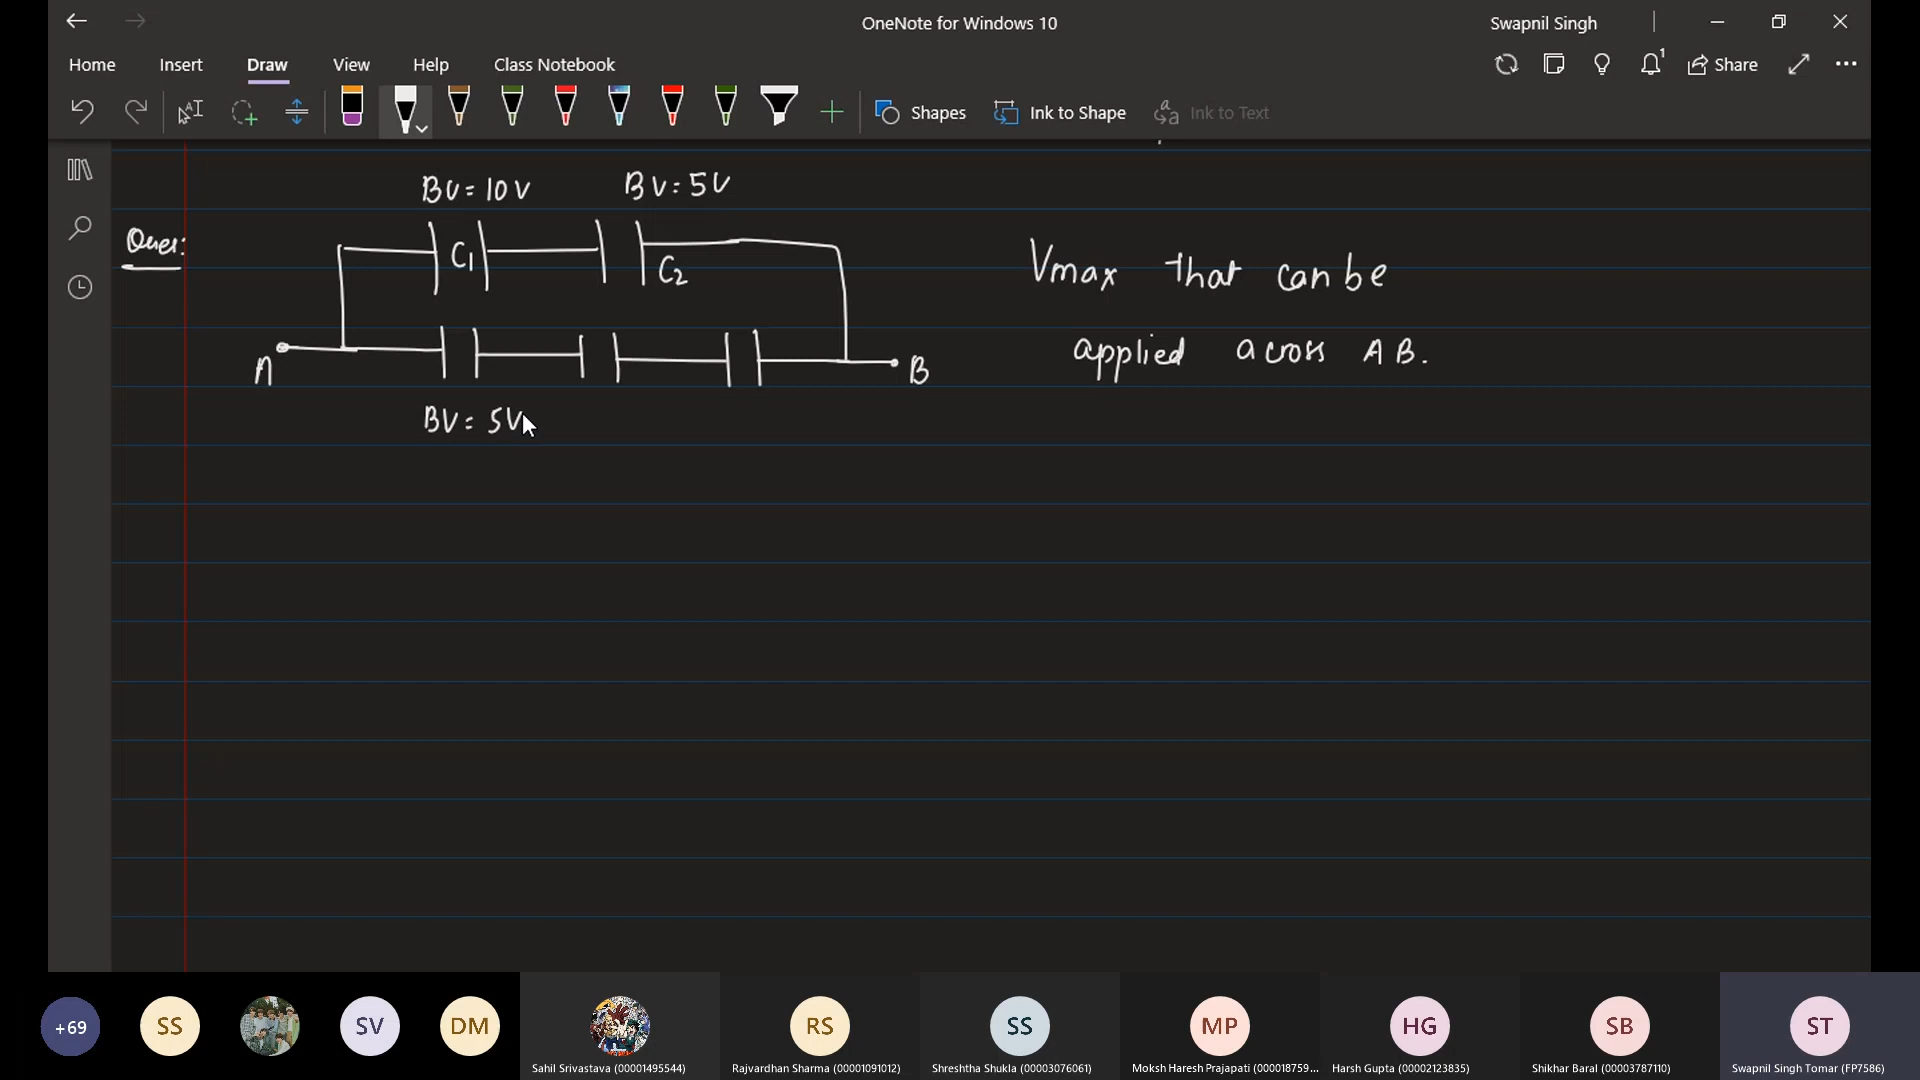 OneNote for Windows 10
Swapnil Singh
Home Insert Draw View Help Class Notebook
1
Share
Shapes
Ink to Shape
Ink to Text
BV = 10V
BV = 5V
Ques:
C1
C2
A
B
BV = 5V
Vmax that can be
applied across AB.
+69
SS
SV
DM
RS
SS
MP
HG
SB
ST
Sahil Srivastava (00001495544)
Rajvardhan Sharma (00001091012)
Shreshtha Shukla (00003076061)
Moksh Haresh Prajapati (000018759...
Harsh Gupta (00002123835)
Shikhar Baral (00003787110)
Swapnil Singh Tomar (FP7586)